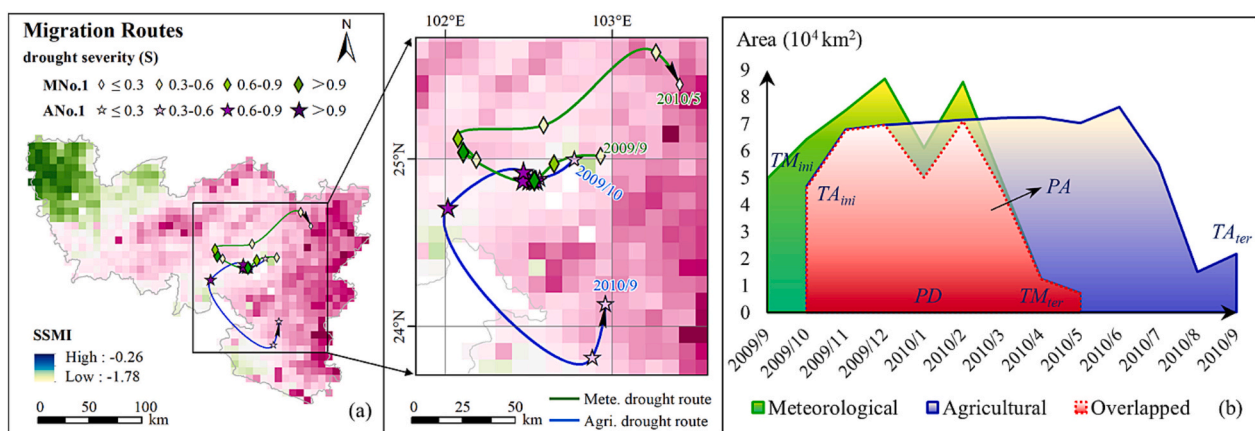 Migration Routes
N
drought severity (S)
MNo.1 ≤ 0.3 0.3-0.6 0.6-0.9 >0.9
ANo.1 ≤ 0.3 0.3-0.6 0.6-0.9 >0.9
SSMI
High : -0.26
Low : -1.78
0 50 100
km
(a)
102°E 103°E
2010/5
25°N
2009/9
2009/10
2010/9
24°N
0 25 50
km
Mete. drought route
Agri. drought route
Area (10⁴ km²)
9
8
7
6
5
4
3
2
1
0
TMini
TAini
PA
TAter
PD
TMter
2009/9 2009/10 2009/11 2009/12 2010/1 2010/2 2010/3 2010/4 2010/5 2010/6 2010/7 2010/8 2010/9
Meteorological Agricultural Overlapped
(b)